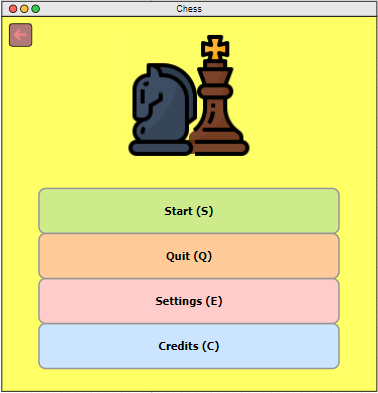 Chess
Start (S)
Quit (Q)
Settings (E)
Credits (C)